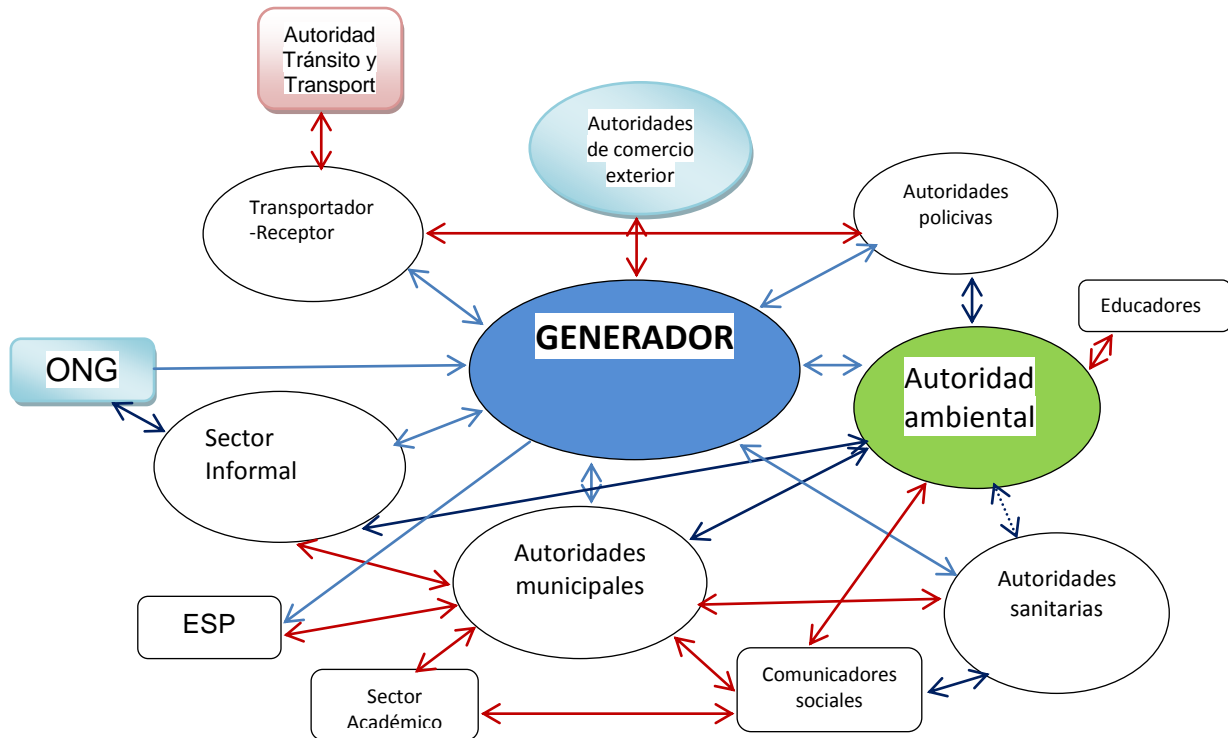 Autoridad
Tránsito y
Transport
Autoridades
de comercio
exterior
Transportador
-Receptor
Autoridades
policivas
Educadores
GENERADOR
ONG
Autoridad
ambiental
Sector
Informal
Autoridades
municipales
Autoridades
sanitarias
ESP
Comunicadores
sociales
Sector
Académico